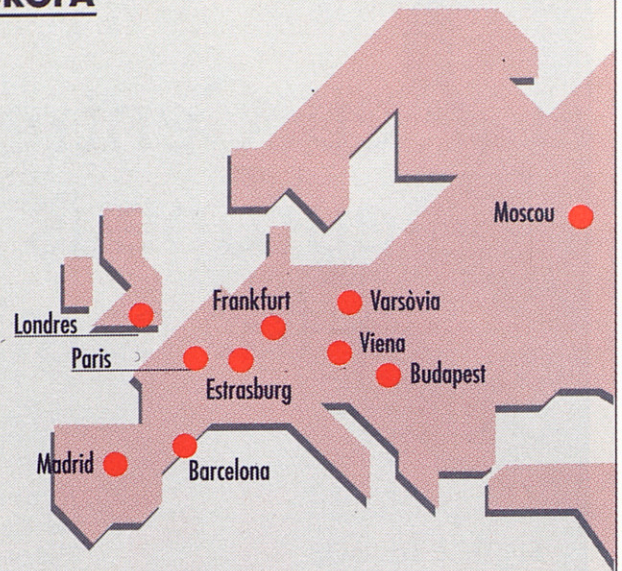 Moscou
Frankfurt
Varsòvia
Londres
Viena
Paris
Budapest
Estrasburg
Madrid
Barcelona